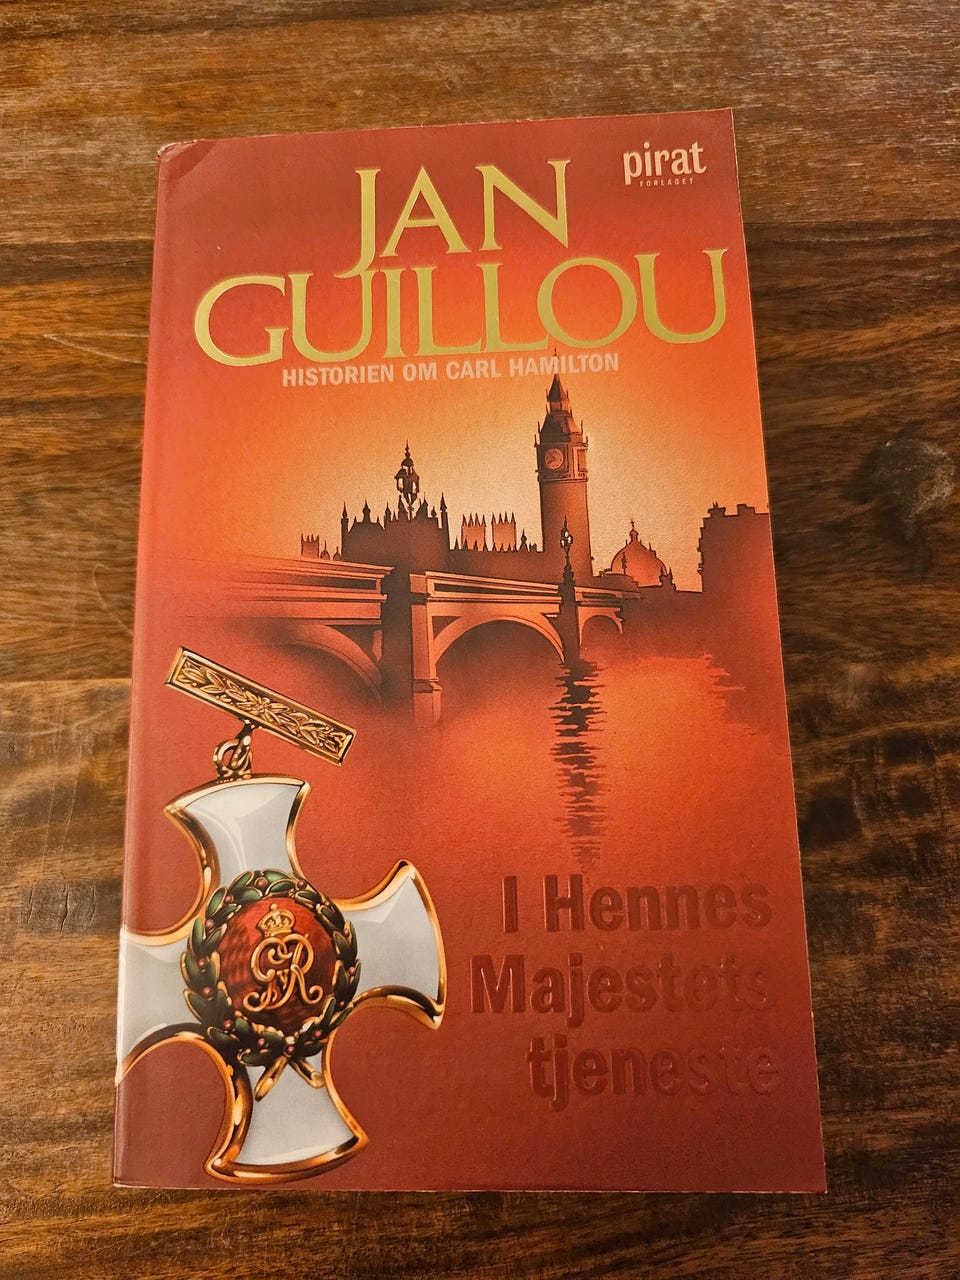 pirat
FORLAGET
JAN
GUILLOU
HISTORIEN OM CARL HAMILTON
I Hennes
Majestets
tjeneste